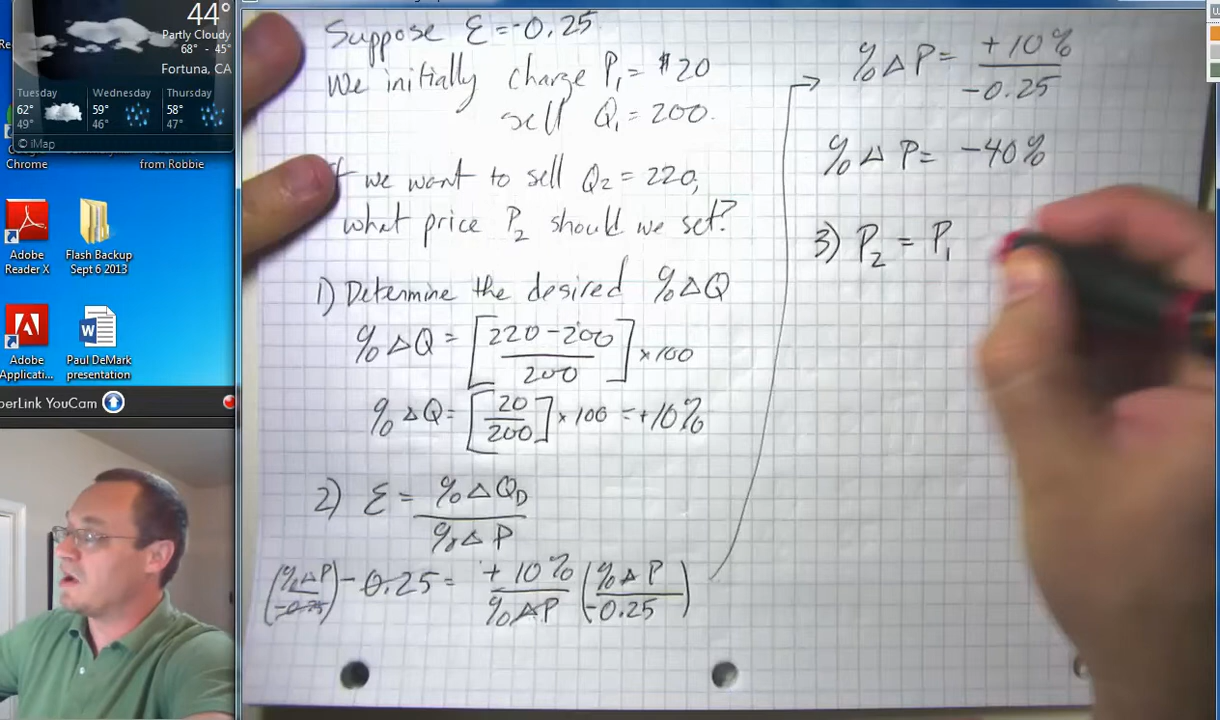 44°
Partly Cloudy
68° - 45°
Fortuna, CA
Tuesday Wednesday Thursday
62° 59° 58°
49° 46° 47°
© iMap
Chrome
from Robbie
Adobe Reader X
Flash Backup Sept 6 2013
Adobe Applicati...
Paul DeMark presentation
berLink YouCam
Suppose ε = -0.25
We initially charge P₁ = $20
sell Q₁ = 200.
f we want to sell Q₂ = 220,
what price P₂ should we set?
1) Determine the desired %ΔQ
%ΔQ = [220-200/200] × 100
%ΔQ = [20/200] × 100 = +10%
2) ε = %ΔQD/%ΔP
(%ΔP/-0.25) -0.25 = +10%/%ΔP (%ΔP/-0.25)
%ΔP = +10%/-0.25
%ΔP = -40%
3) P₂ = P₁